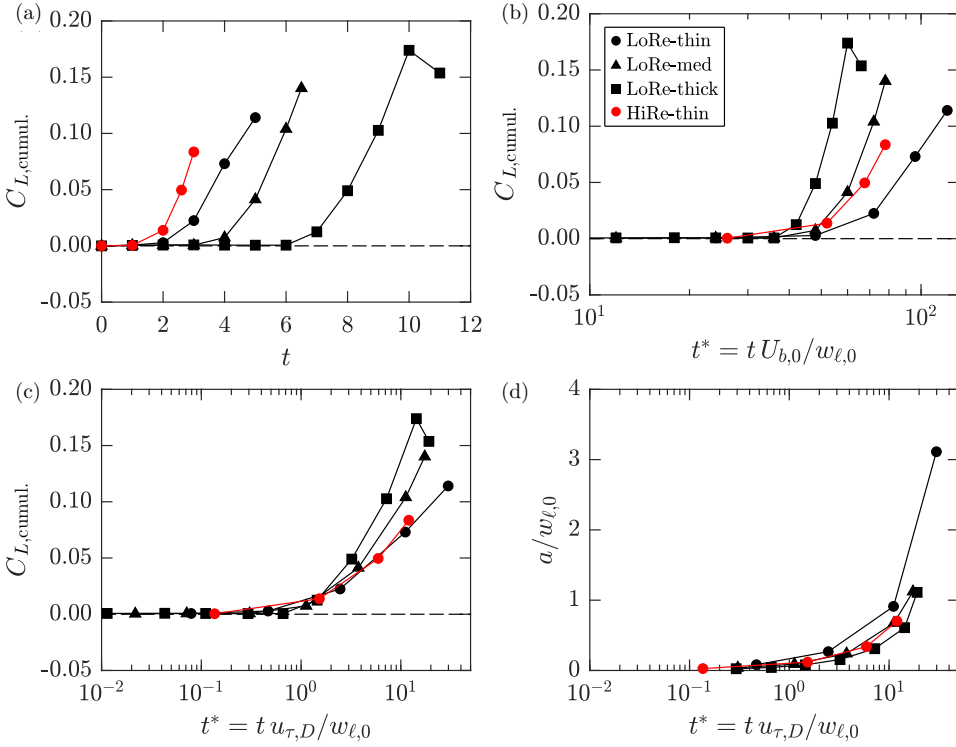 (a)
0.20
0.15
0.10
0.05
0.00
-0.05
C_{L,cumul.}
0 2 4 6 8 10 12
t
(b)
0.20
0.15
0.10
0.05
0.00
-0.05
C_{L,cumul.}
LoRe-thin
LoRe-med
LoRe-thick
HiRe-thin
10^1 10^2
t* = t U_{b,0}/w_{ℓ,0}
(c)
0.20
0.15
0.10
0.05
0.00
-0.05
C_{L,cumul.}
10^{-2} 10^{-1} 10^0 10^1
t* = t u_{τ,D}/w_{ℓ,0}
(d)
4
3
2
1
0
a/w_{ℓ,0}
10^{-2} 10^{-1} 10^0 10^1
t* = t u_{τ,D}/w_{ℓ,0}